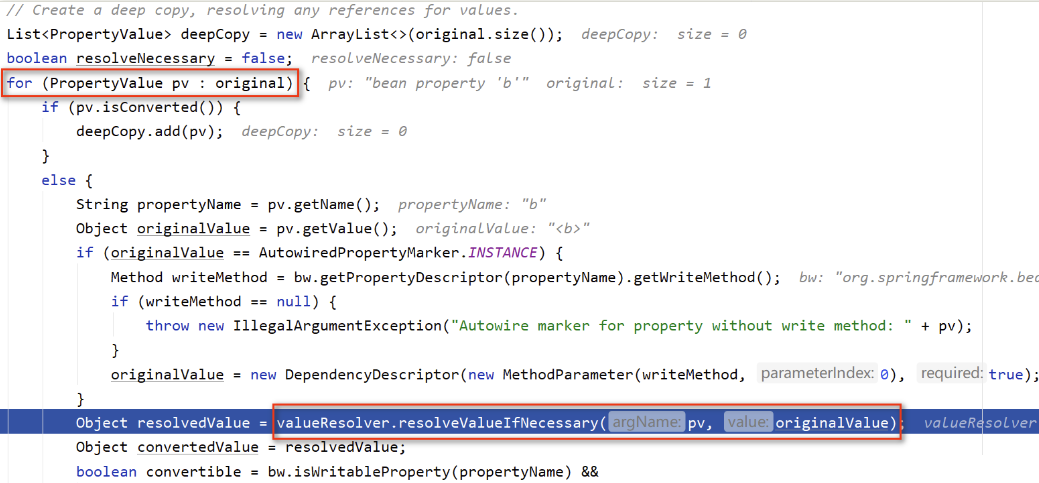 // Create a deep copy, resolving any references for values.
List<PropertyValue> deepCopy = new ArrayList<>(original.size());  deepCopy:  size = 0
boolean resolveNecessary = false;  resolveNecessary: false
for (PropertyValue pv : original) {  pv: "bean property 'b'"  original:  size = 1
    if (pv.isConverted()) {
        deepCopy.add(pv);  deepCopy:  size = 0
    }
    else {
        String propertyName = pv.getName();  propertyName: "b"
        Object originalValue = pv.getValue();  originalValue: "<b>"
        if (originalValue == AutowiredPropertyMarker.INSTANCE) {
            Method writeMethod = bw.getPropertyDescriptor(propertyName).getWriteMethod();  bw: "org.springframework.bea
            if (writeMethod == null) {
                throw new IllegalArgumentException("Autowire marker for property without write method: " + pv);
            }
            originalValue = new DependencyDescriptor(new MethodParameter(writeMethod, parameterIndex: 0), required: true);
        }
        Object resolvedValue = valueResolver.resolveValueIfNecessary(argName: pv, value: originalValue);  valueResolver
        Object convertedValue = resolvedValue;
        boolean convertible = bw.isWritableProperty(propertyName) &&